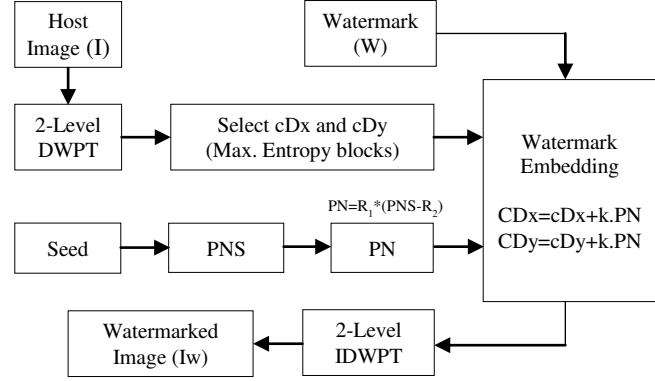 Host
Image (I)
Watermark
(W)
2-Level
DWPT
Select cDx and cDy
(Max. Entropy blocks)
Watermark
Embedding
CDx=cDx+k.PN
CDy=cDy+k.PN
PN=R₁*(PNS-R₂)
Seed
PNS
PN
Watermarked
Image (Iw)
2-Level
IDWPT